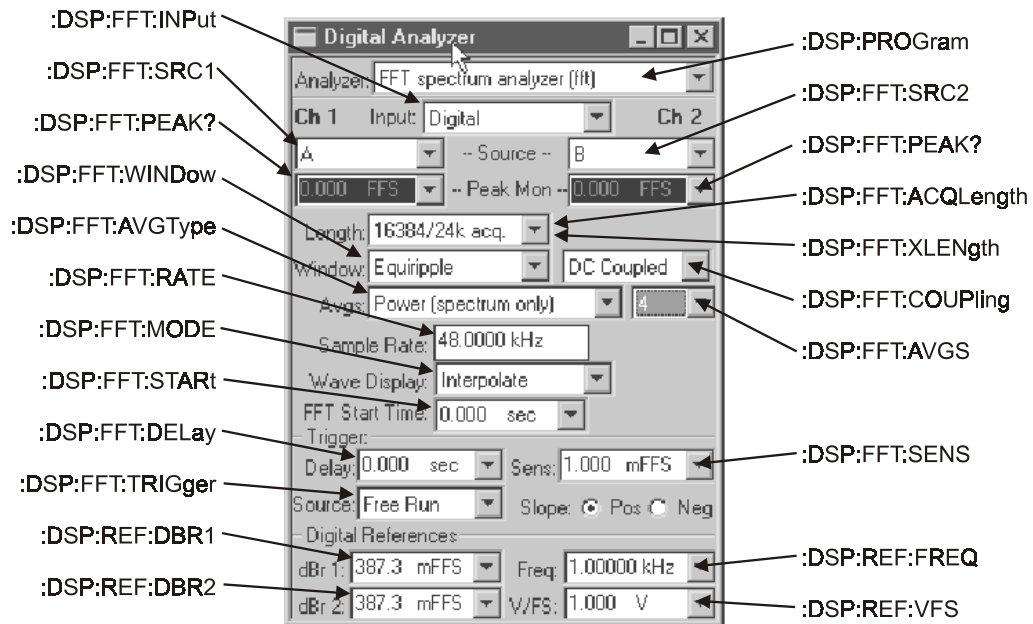 :DSP:FFT:INPut
:DSP:FFT:SRC1
:DSP:FFT:PEAK?
:DSP:FFT:WINDow
:DSP:FFT:AVGType
:DSP:FFT:RATE
:DSP:FFT:MODE
:DSP:FFT:STARt
:DSP:FFT:DELay
:DSP:FFT:TRIGger
:DSP:REF:DBR1
:DSP:REF:DBR2
Digital Analyzer
Analyzer: FFT spectrum analyzer (fft)
Ch 1 Input: Digital Ch 2
A -- Source -- B
0.000 FFS -- Peak Mon -- 0.000 FFS
Length: 16384/24k acq.
Window: Equiripple DC Coupled
Avgs: Power (spectrum only) 4
Sample Rate: 48.0000 kHz
Wave Display: Interpolate
FFT Start Time: 0.000 sec
Trigger:
Delay: 0.000 sec Sens: 1.000 mFFS
Source: Free Run Slope: Pos Neg
Digital References
dBr 1: 387.3 mFFS Freq: 1.00000 kHz
dBr 2: 387.3 mFFS V/FS: 1.000 V
:DSP:PROGram
:DSP:FFT:SRC2
:DSP:FFT:PEAK?
:DSP:FFT:ACQLength
:DSP:FFT:XLENgth
:DSP:FFT:COUPling
:DSP:FFT:AVGS
:DSP:FFT:SENS
:DSP:REF:FREQ
:DSP:REF:VFS